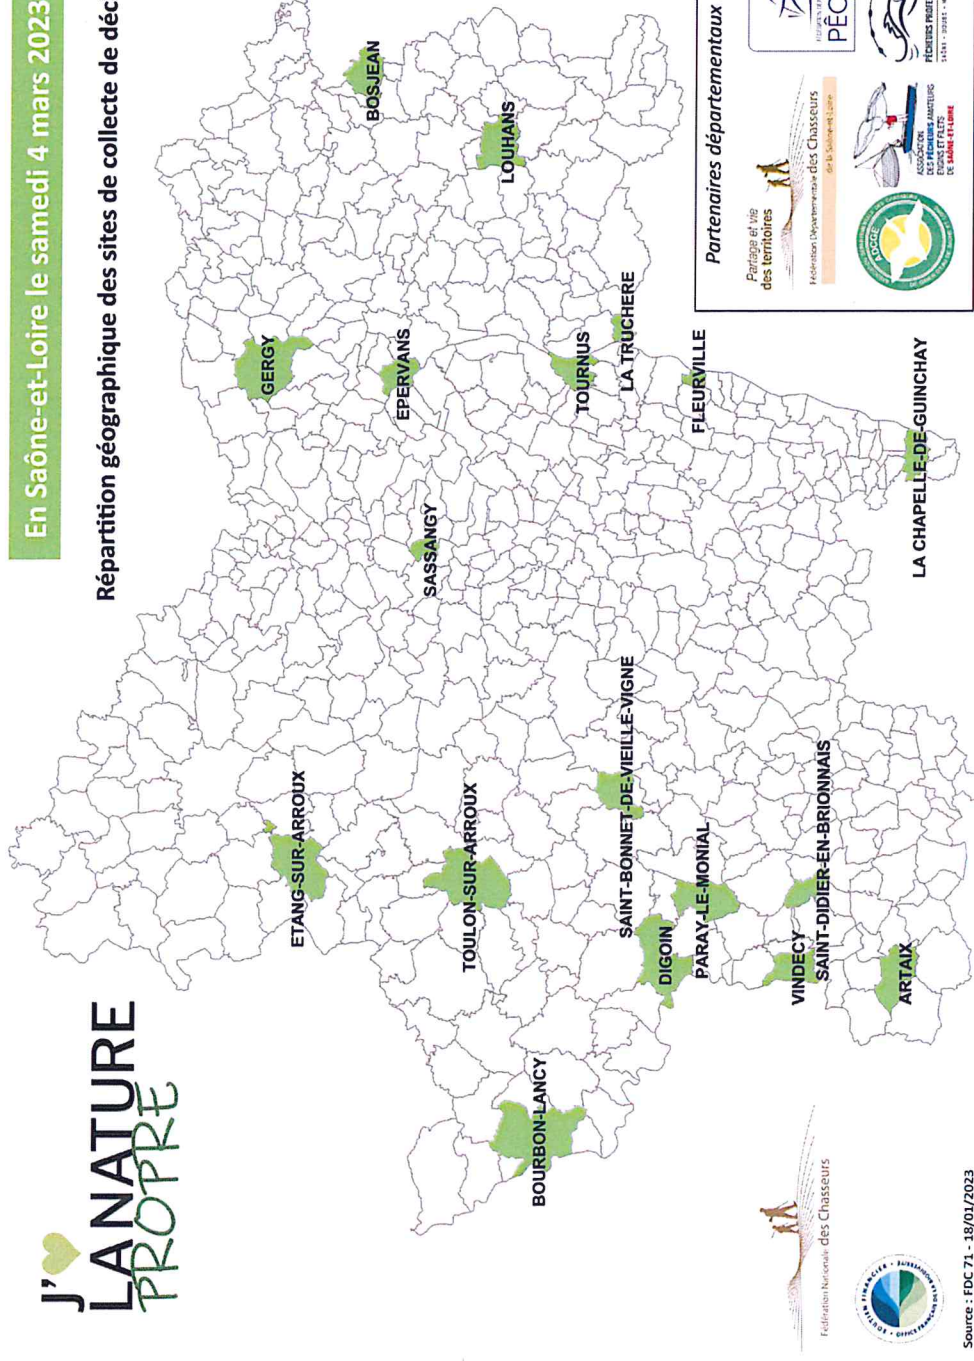 J'
LA NATURE
PROPRE
En Saône-et-Loire le samedi 4 mars 2023
Répartition géographique des sites de collecte de déc
ETANG-SUR-ARROUX
TOULON-SUR-ARROUX
BOURBON-LANCY
SAINT-BONNET-DE-VIEILLE-VIGNE
DIGOIN
PARAY-LE-MONIAL
VINDECY
SAINT-DIDIER-EN-BRIONNAIS
ARTAIX
GERGY
EPERVANS
SASSANGY
BOSJEAN
LOUHANS
TOURNUS
LA TRUCHERE
FLEURVILLE
LA CHAPELLE-DE-GUINCHAY
Partenaires départementaux
Partage et vie
des territoires
Fédération Départementale des Chasseurs
de la Saône-et-Loire
PÊC
ADCGE
ASSOCIATION
DES PÊCHEURS AMATEURS
ENGINS ET FILETS
DE SAÔNE-ET-LOIRE
PÊCHEURS PROFE
Fédération Nationale des Chasseurs
SOUTIEN FINANCIER
OFFICE FRANÇAIS DE LA BIODIVERSITÉ
Source : FDC 71 - 18/01/2023